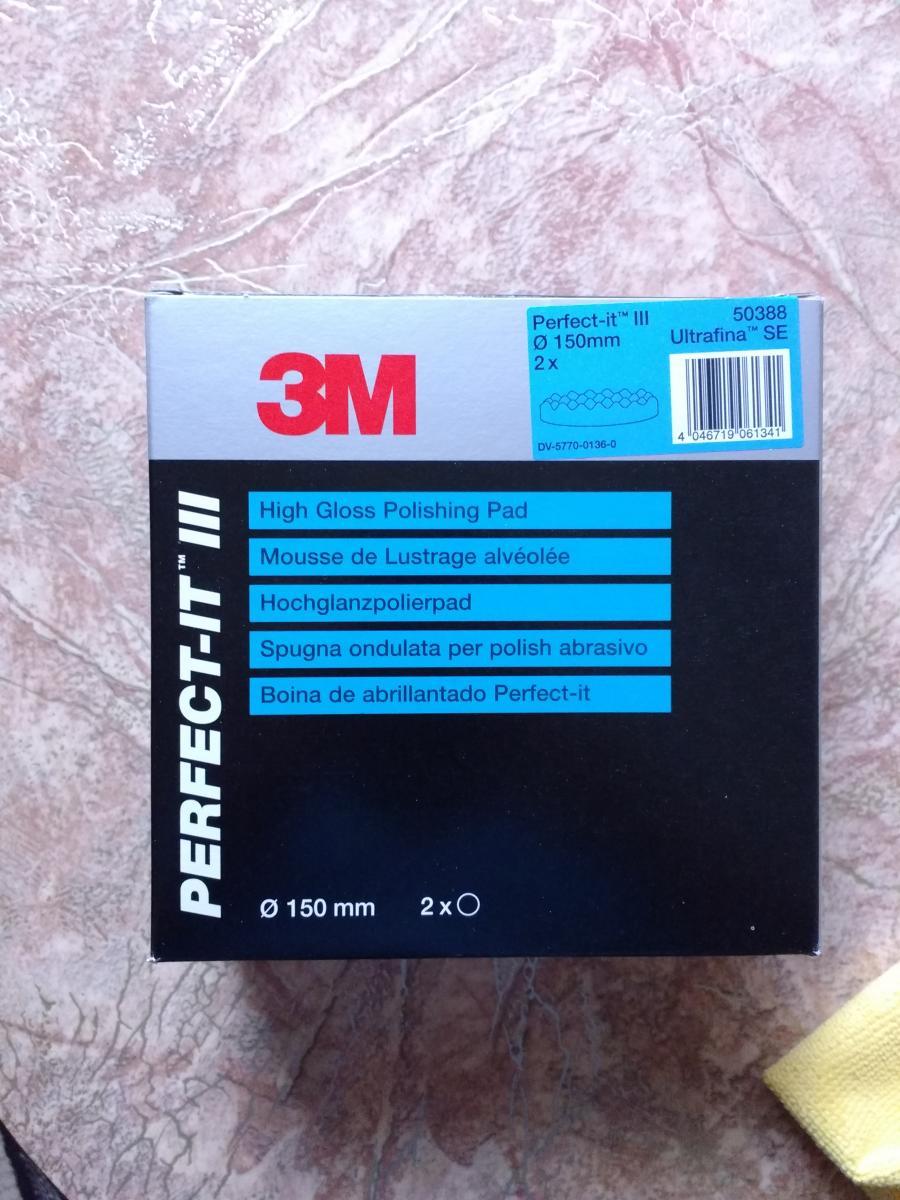 3M
Perfect-it™ III
Ø 150mm
2 x
50388
Ultrafina™ SE
DV-5770-0136-0
4 046719 061341
PERFECT-IT™ III
High Gloss Polishing Pad
Mousse de Lustrage alvéolée
Hochglanzpolierpad
Spugna ondulata per polish abrasivo
Boina de abrillantado Perfect-it
Ø 150 mm 2 x